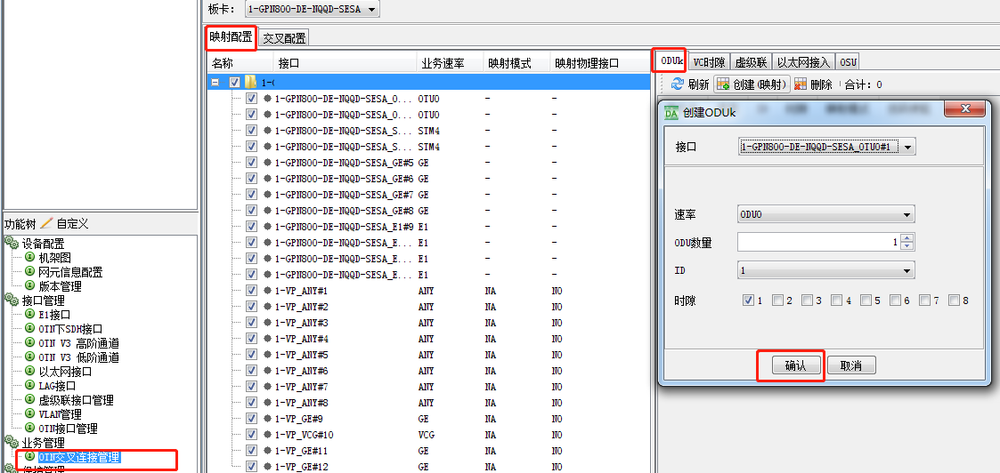 板卡： 1-GPN800-DE-NQQD-SESA
映射配置 交叉配置
名称 接口 业务速率 映射模式 映射物理接口
1-(
1-GPN800-DE-NQQD-SESA_O... OTU0 - -
1-GPN800-DE-NQQD-SESA_O... OTU0 - -
1-GPN800-DE-NQQD-SESA_S... STM4 - -
1-GPN800-DE-NQQD-SESA_S... STM4 - -
1-GPN800-DE-NQQD-SESA_GE#5 GE - -
1-GPN800-DE-NQQD-SESA_GE#6 GE - -
1-GPN800-DE-NQQD-SESA_GE#7 GE - -
1-GPN800-DE-NQQD-SESA_GE#8 GE - -
1-GPN800-DE-NQQD-SESA_E1#9 E1 - -
1-GPN800-DE-NQQD-SESA_E... E1 - -
1-GPN800-DE-NQQD-SESA_E... E1 - -
1-GPN800-DE-NQQD-SESA_E... E1 - -
1-VP_ANY#1 ANY NA NO
1-VP_ANY#2 ANY NA NO
1-VP_ANY#3 ANY NA NO
1-VP_ANY#4 ANY NA NO
1-VP_ANY#5 ANY NA NO
1-VP_ANY#6 ANY NA NO
1-VP_ANY#7 ANY NA NO
1-VP_ANY#8 ANY NA NO
1-VP_GE#9 GE NA NO
1-VP_VCG#10 VCG NA NO
1-VP_GE#11 GE NA NO
1-VP_GE#12 GE NA NO
ODUk VC时隙 虚级联 以太网接入 OSU
刷新 创建(映射) 删除 合计：0
创建ODUk
接口 1-GPN800-DE-NQQD-SESA_OTU0#1
速率 ODU0
ODU数量 1
ID 1
时隙 1 2 3 4 5 6 7 8
确认 取消
功能树 自定义
设备配置
机架图
网元信息配置
版本管理
接口管理
E1接口
OTN下SDH接口
OTN V3 高阶通道
OTN V3 低阶通道
以太网接口
LAG接口
虚级联接口管理
VLAN管理
OTN接口管理
业务管理
OTN交叉连接管理
保护管理